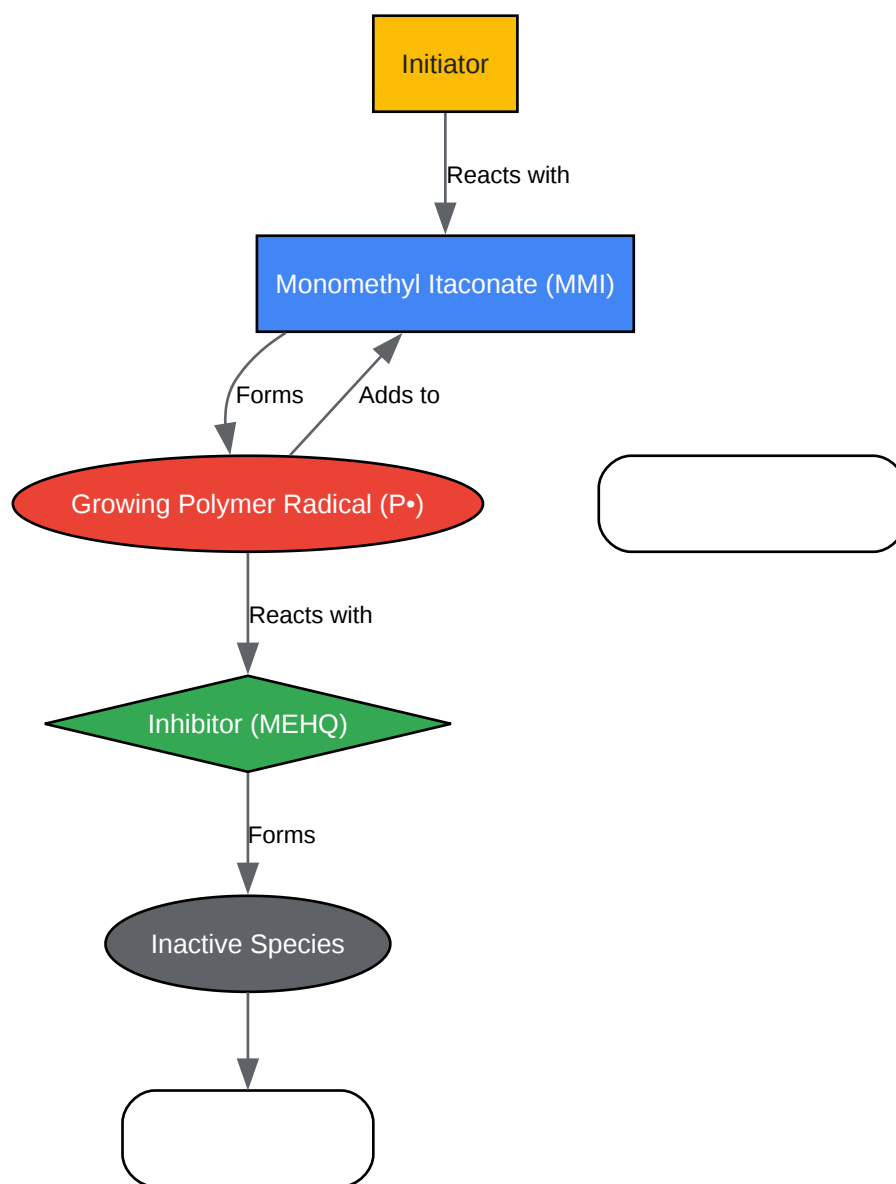 Initiator
Reacts with
Monomethyl Itaconate (MMI)
Forms
Adds to
Growing Polymer Radical (P•)
Reacts with
Inhibitor (MEHQ)
Forms
Inactive Species